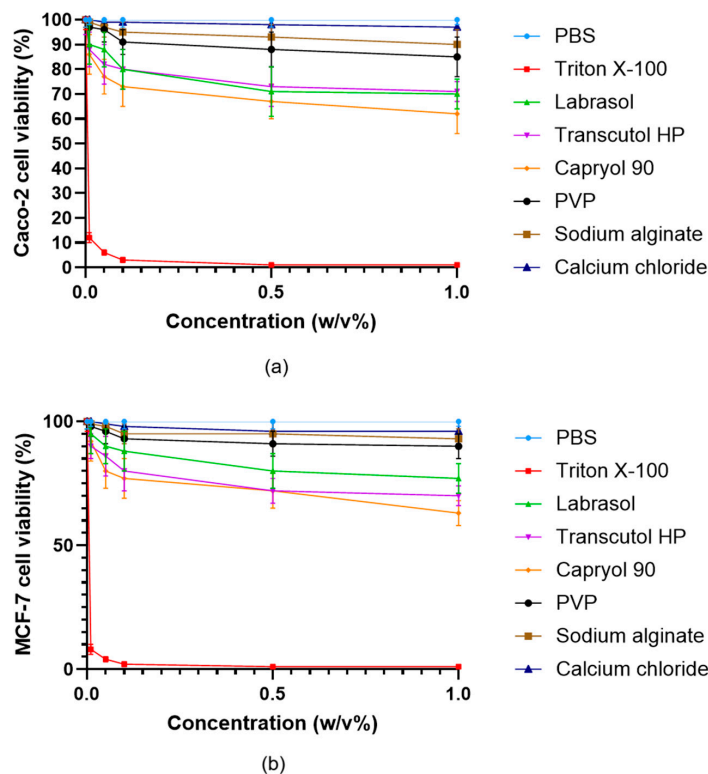 Caco-2 cell viability (%)
100
90
80
70
60
50
40
30
20
10
0
0.0
0.5
1.0
Concentration (w/v%)
PBS
Triton X-100
Labrasol
Transcutol HP
Capryol 90
PVP
Sodium alginate
Calcium chloride
(a)
MCF-7 cell viability (%)
100
50
0
0.0
0.5
1.0
Concentration (w/v%)
PBS
Triton X-100
Labrasol
Transcutol HP
Capryol 90
PVP
Sodium alginate
Calcium chloride
(b)